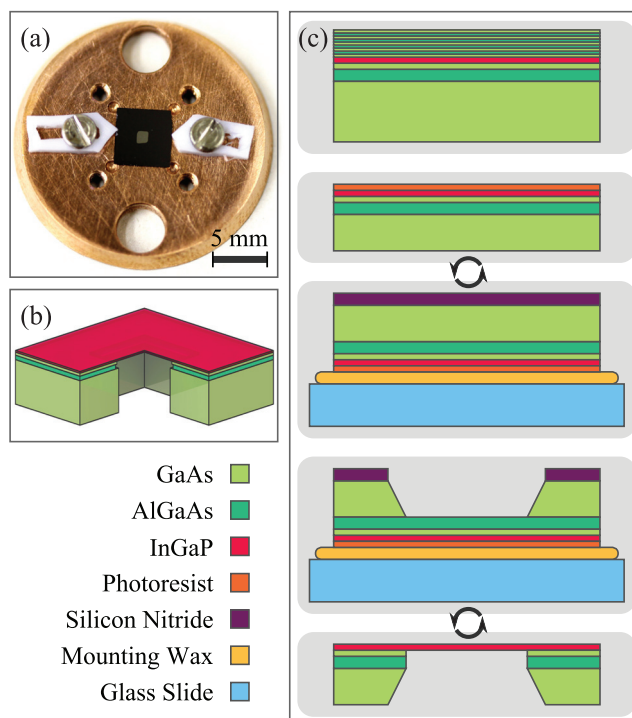 (a)
5 mm
(b)
GaAs
AlGaAs
InGaP
Photoresist
Silicon Nitride
Mounting Wax
Glass Slide
(c)